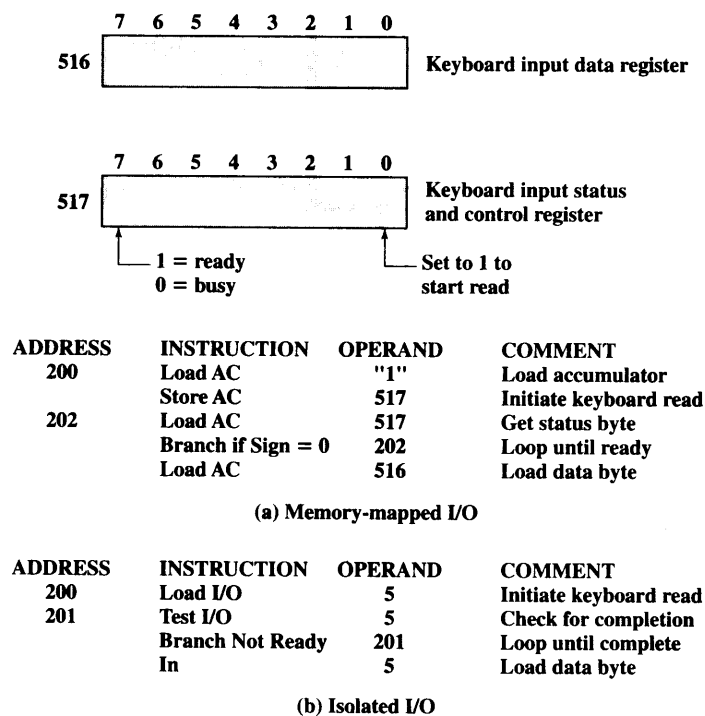 7 6 5 4 3 2 1 0
516 Keyboard input data register
7 6 5 4 3 2 1 0
517 Keyboard input status
and control register
1 = ready
0 = busy
Set to 1 to
start read
ADDRESS INSTRUCTION OPERAND COMMENT
200 Load AC "1" Load accumulator
Store AC 517 Initiate keyboard read
202 Load AC 517 Get status byte
Branch if Sign = 0 202 Loop until ready
Load AC 516 Load data byte
(a) Memory-mapped I/O
ADDRESS INSTRUCTION OPERAND COMMENT
200 Load I/O 5 Initiate keyboard read
201 Test I/O 5 Check for completion
Branch Not Ready 201 Loop until complete
In 5 Load data byte
(b) Isolated I/O